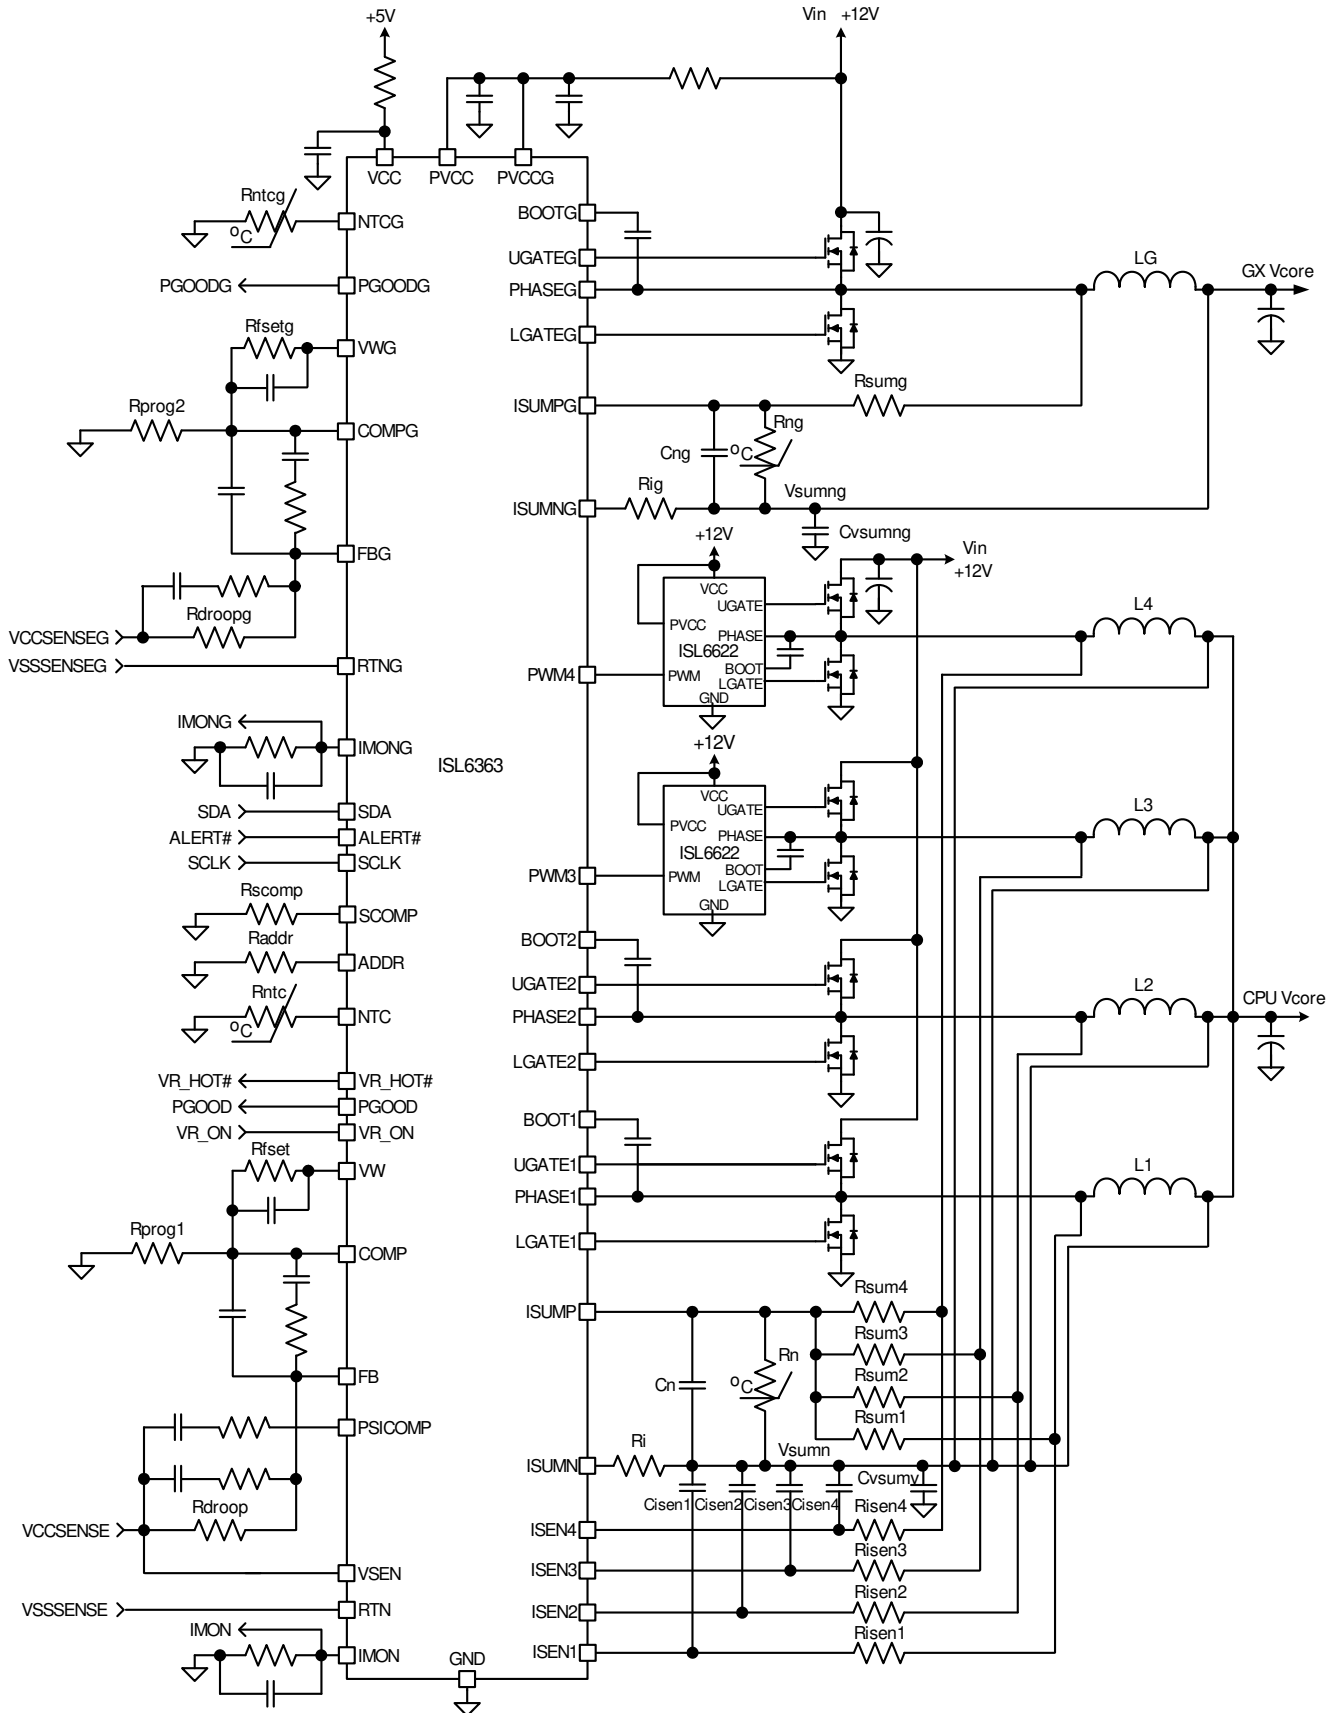 +5V
Vin +12V
VCC
PVCC
PVCCG
Rntcg
°C
NTCG
BOOTG
UGATEG
PGOODG
PGOODG
PHASEG
LG
GX Vcore
LGATEG
Rfsetg
VWG
Rprog2
COMPG
ISUMPG
Rsumg
Cng
°C
Rng
Rig
Vsumng
ISUMNG
Cvsumng
FBG
+12V
Vin
+12V
VCC
UGATE
PVCC
PHASE
ISL6622
BOOT
PWM
LGATE
GND
L4
Rdroopg
VCCSENSEG
VSSSENSEG
RTNG
PWM4
IMONG
IMONG
ISL6363
+12V
VCC
UGATE
PVCC
PHASE
ISL6622
BOOT
PWM
LGATE
GND
L3
SDA
SDA
ALERT#
ALERT#
SCLK
SCLK
PWM3
Rscomp
SCOMP
Raddr
ADDR
BOOT2
Rntc
°C
NTC
UGATE2
PHASE2
L2
CPU Vcore
LGATE2
VR_HOT#
VR_HOT#
PGOOD
PGOOD
VR_ON
VR_ON
BOOT1
UGATE1
Rfset
VW
PHASE1
L1
LGATE1
Rprog1
COMP
ISUMP
Rsum4
Rsum3
Rsum2
Rsum1
Cn
°C
Rn
FB
PSICOMP
Ri
Vsumn
ISUMN
Cvsumv
Cisen1
Cisen2
Cisen3
Cisen4
Rdroop
VCCSENSE
ISEN4
Risen4
VSEN
ISEN3
Risen3
VSSSENSE
RTN
ISEN2
Risen2
IMON
IMON
ISEN1
Risen1
GND